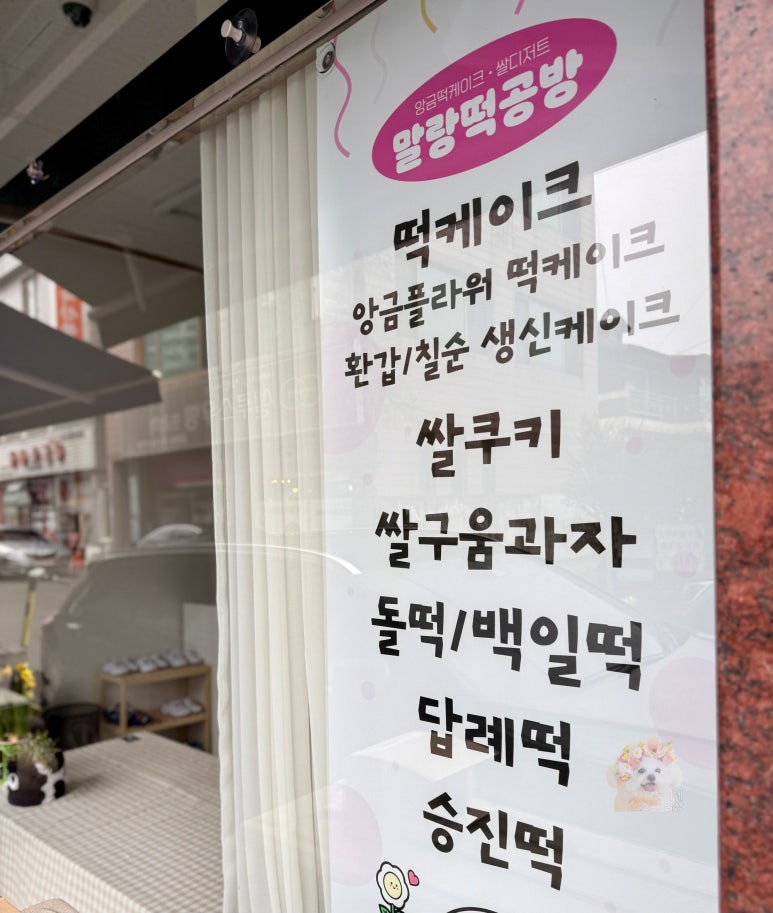 앙금떡케이크 · 쌀디저트
말랑떡공방
떡케이크
앙금플라워 떡케이크
환갑/칠순 생신케이크
쌀쿠키
쌀구움과자
돌떡/백일떡
답례떡
승진떡